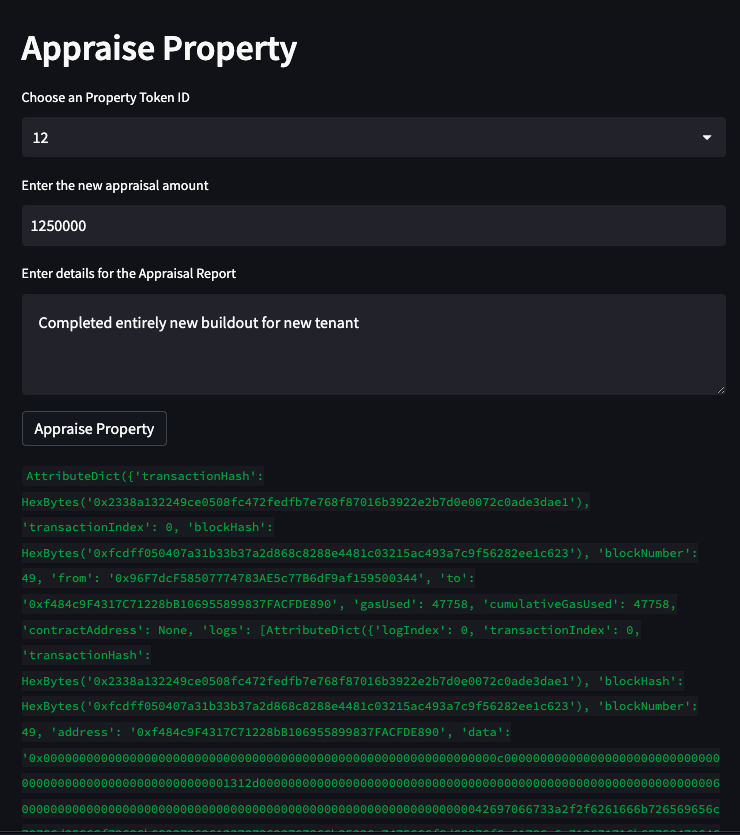 Appraise Property
Choose an Property Token ID
12
Enter the new appraisal amount
1250000
Enter details for the Appraisal Report
Completed entirely new buildout for new tenant
Appraise Property
AttributeDict({'transactionHash':
HexBytes('0x2338a132249ce0508fc472fedfb7e768f87016b3922e2b7d0e0072c0ade3dae1'),
'transactionIndex': 0, 'blockHash':
HexBytes('0xfcdff050407a31b33b37a2d868c8288e4481c03215ac493a7c9f56282ee1c623'), 'blockNumber':
49, 'from': '0x96F7dcF58507774783AE5c77B6dF9af159500344', 'to':
'0xf484c9F4317C71228bB106955899837FACFDE890', 'gasUsed': 47758, 'cumulativeGasUsed': 47758,
'contractAddress': None, 'logs': [AttributeDict({'logIndex': 0, 'transactionIndex': 0,
'transactionHash':
HexBytes('0x2338a132249ce0508fc472fedfb7e768f87016b3922e2b7d0e0072c0ade3dae1'), 'blockHash':
HexBytes('0xfcdff050407a31b33b37a2d868c8288e4481c03215ac493a7c9f56282ee1c623'), 'blockNumber':
49, 'address': '0xf484c9F4317C71228bB106955899837FACFDE890', 'data':